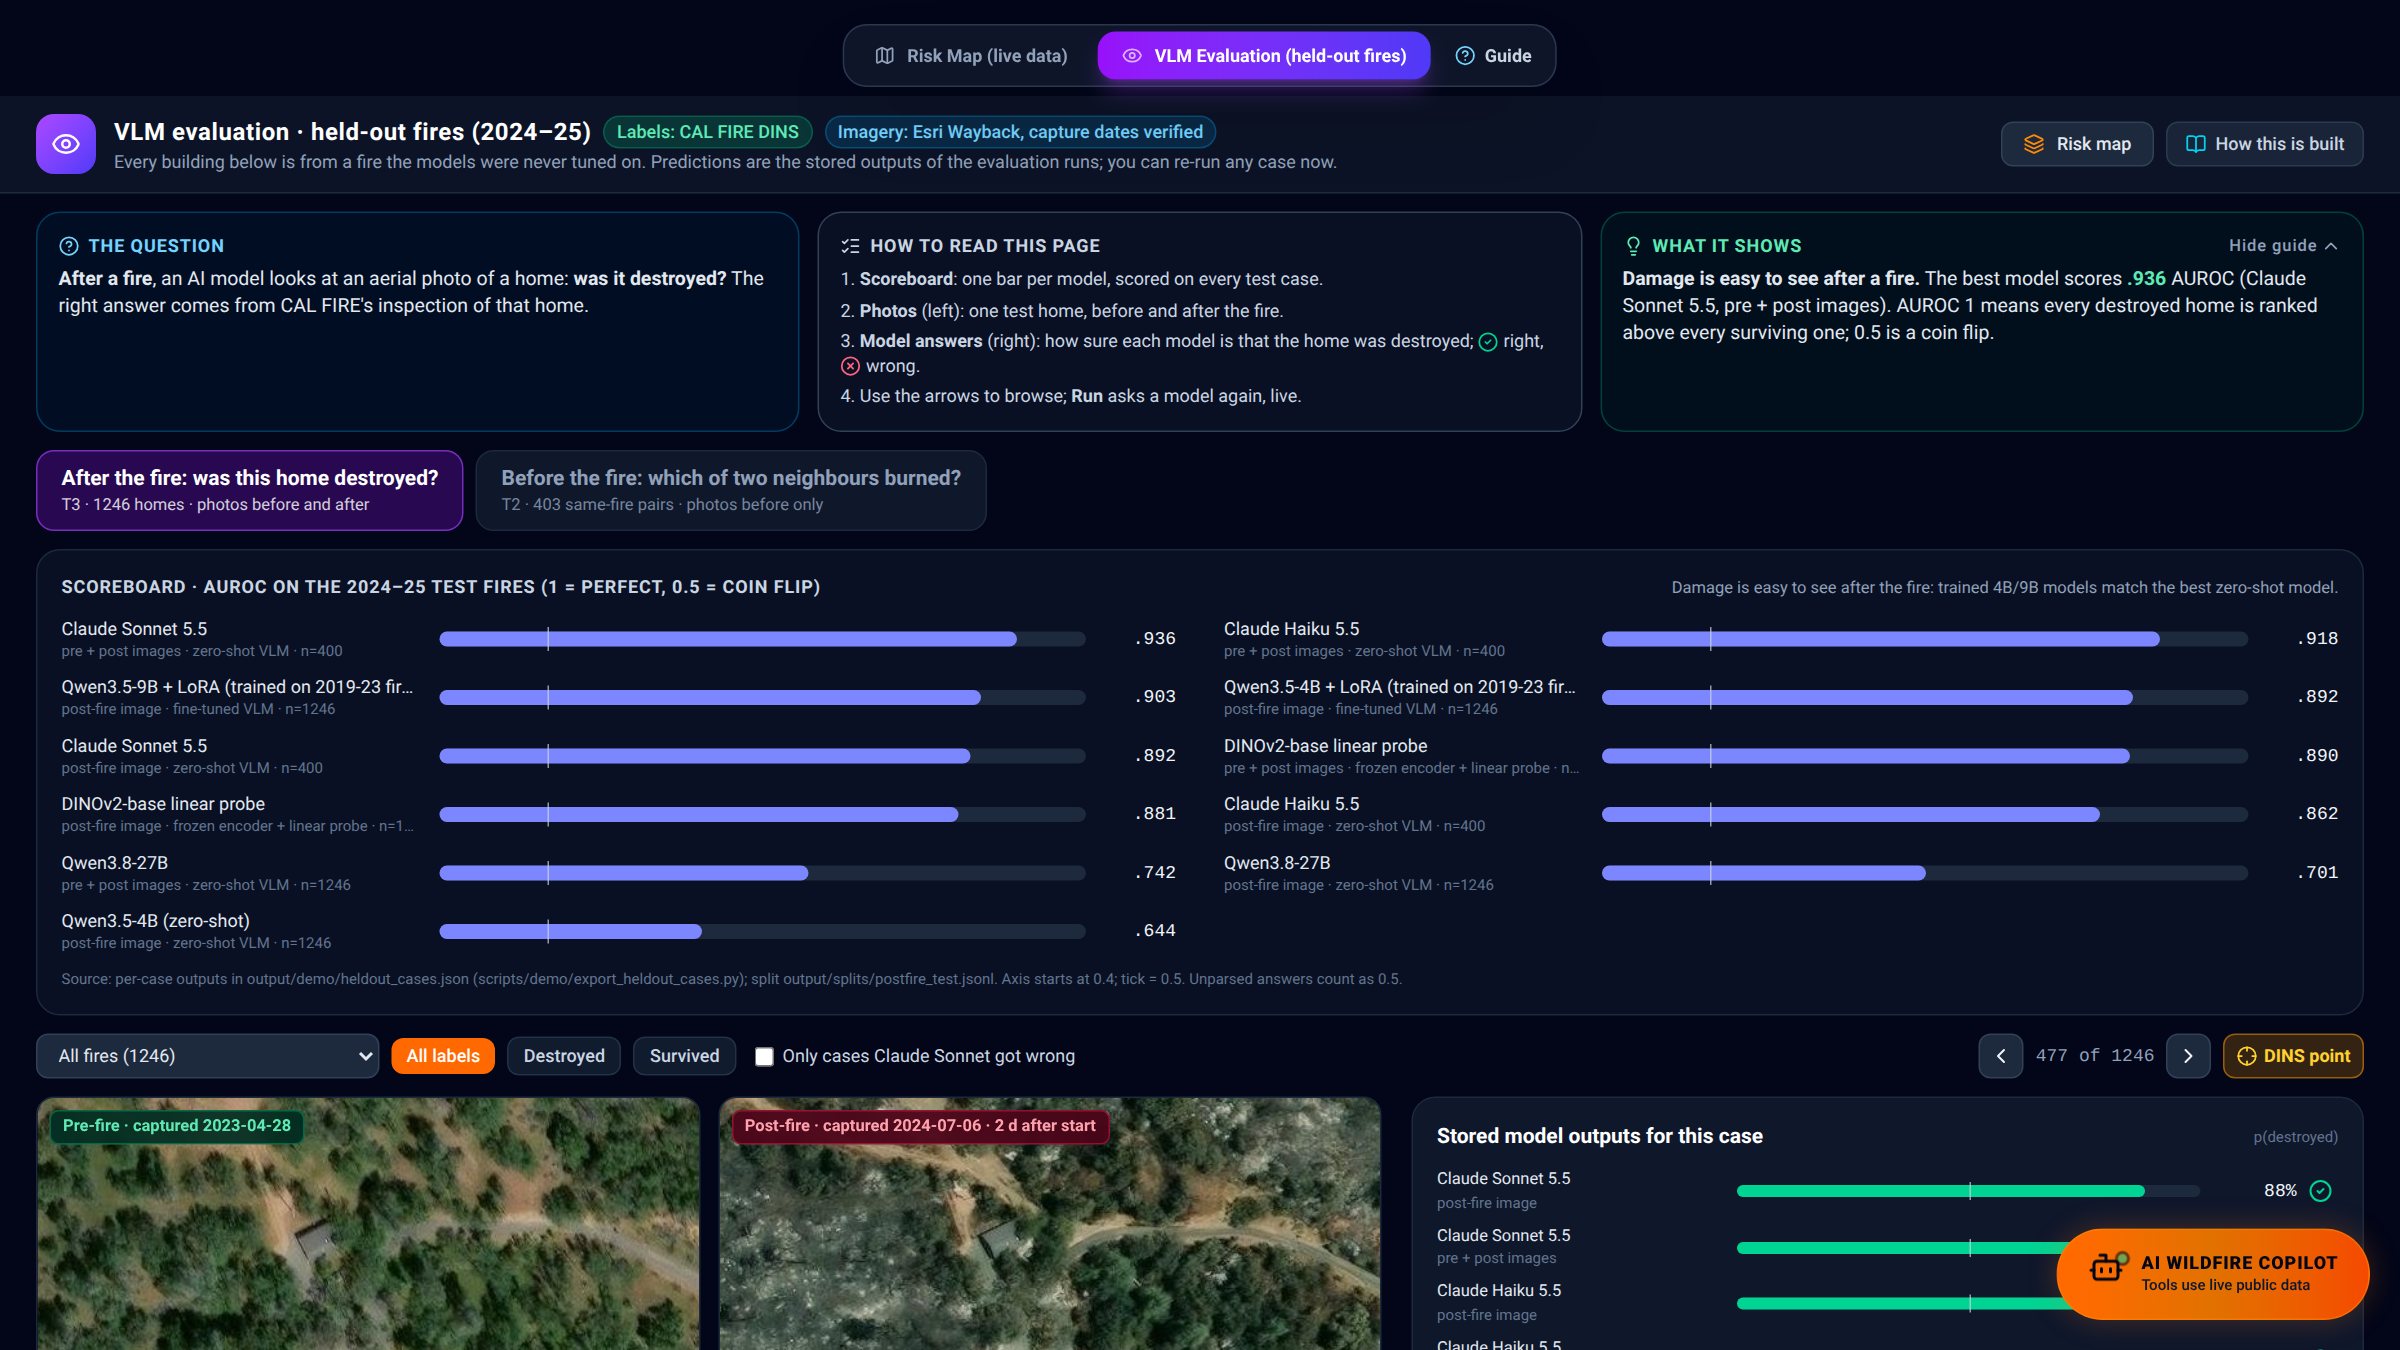 Risk Map (live data)
VLM Evaluation (held-out fires)
Guide
VLM evaluation · held-out fires (2024–25)
Labels: CAL FIRE DINS
Imagery: Esri Wayback, capture dates verified
Every building below is from a fire the models were never tuned on. Predictions are the stored outputs of the evaluation runs; you can re-run any case now.
Risk map
How this is built
THE QUESTION
After a fire, an AI model looks at an aerial photo of a home: was it destroyed? The
right answer comes from CAL FIRE's inspection of that home.
HOW TO READ THIS PAGE
1. Scoreboard: one bar per model, scored on every test case.
2. Photos (left): one test home, before and after the fire.
3. Model answers (right): how sure each model is that the home was destroyed; right,
wrong.
4. Use the arrows to browse; Run asks a model again, live.
WHAT IT SHOWS
Hide guide
Damage is easy to see after a fire. The best model scores .936 AUROC (Claude
Sonnet 5.5, pre + post images). AUROC 1 means every destroyed home is ranked
above every surviving one; 0.5 is a coin flip.
After the fire: was this home destroyed?
T3 · 1246 homes · photos before and after
Before the fire: which of two neighbours burned?
T2 · 403 same-fire pairs · photos before only
SCOREBOARD · AUROC ON THE 2024–25 TEST FIRES (1 = PERFECT, 0.5 = COIN FLIP)
Damage is easy to see after the fire: trained 4B/9B models match the best zero-shot model.
Claude Sonnet 5.5
pre + post images · zero-shot VLM · n=400
.936
Claude Haiku 5.5
pre + post images · zero-shot VLM · n=400
.918
Qwen3.5-9B + LoRA (trained on 2019-23 fir...
post-fire image · fine-tuned VLM · n=1246
.903
Qwen3.5-4B + LoRA (trained on 2019-23 fir...
post-fire image · fine-tuned VLM · n=1246
.892
Claude Sonnet 5.5
post-fire image · zero-shot VLM · n=400
.892
DINOv2-base linear probe
pre + post images · frozen encoder + linear probe · n...
.890
DINOv2-base linear probe
post-fire image · frozen encoder + linear probe · n=1...
.881
Claude Haiku 5.5
post-fire image · zero-shot VLM · n=400
.862
Qwen3.8-27B
pre + post images · zero-shot VLM · n=1246
.742
Qwen3.8-27B
post-fire image · zero-shot VLM · n=1246
.701
Qwen3.5-4B (zero-shot)
post-fire image · zero-shot VLM · n=1246
.644
Source: per-case outputs in output/demo/heldout_cases.json (scripts/demo/export_heldout_cases.py); split output/splits/postfire_test.jsonl. Axis starts at 0.4; tick = 0.5. Unparsed answers count as 0.5.
All fires (1246)
All labels
Destroyed
Survived
Only cases Claude Sonnet got wrong
477 of 1246
DINS point
Pre-fire · captured 2023-04-28
Post-fire · captured 2024-07-06 · 2 d after start
Stored model outputs for this case
p(destroyed)
Claude Sonnet 5.5
post-fire image
88%
Claude Sonnet 5.5
pre + post images
Claude Haiku 5.5
post-fire image
Claude Haiku 5.5
AI WILDFIRE COPILOT
Tools use live public data